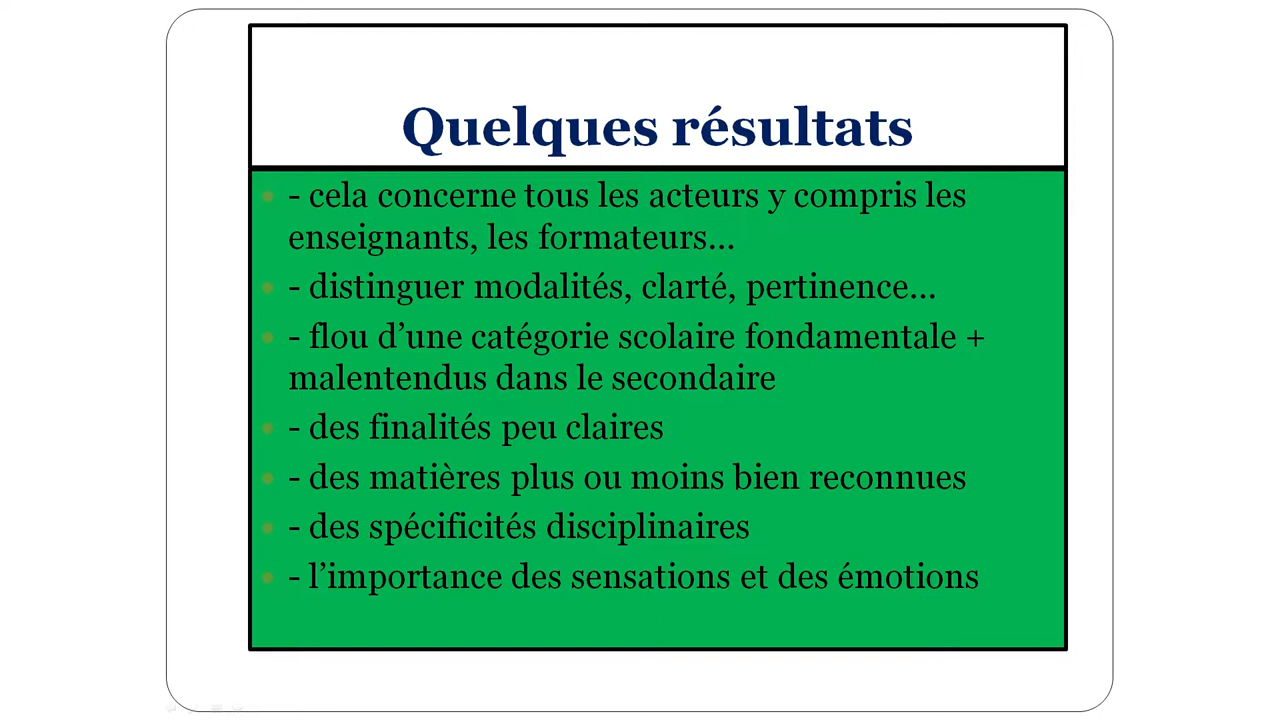 Quelques résultats
- cela concerne tous les acteurs y compris les
enseignants, les formateurs…
- distinguer modalités, clarté, pertinence…
- flou d’une catégorie scolaire fondamentale +
malentendus dans le secondaire
- des finalités peu claires
- des matières plus ou moins bien reconnues
- des spécificités disciplinaires
- l’importance des sensations et des émotions